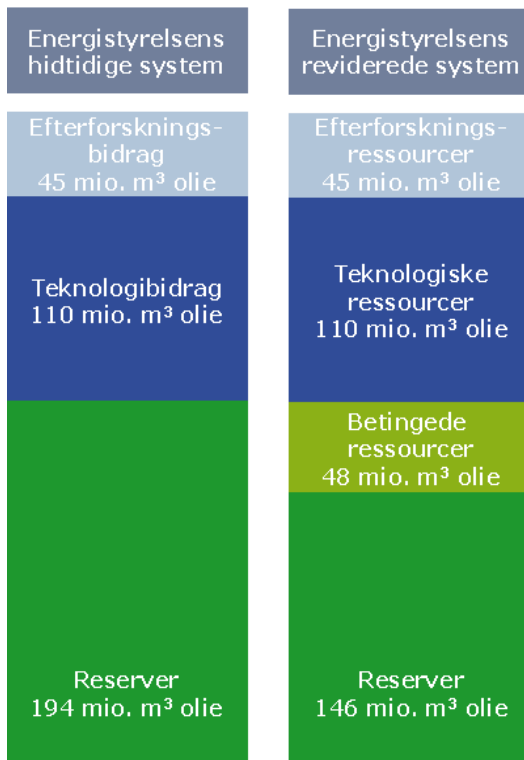 Energistyrelsens
hidtidige system
Efterforsknings-
bidrag
45 mio. m³ olie
Teknologibidrag
110 mio. m³ olie
Reserver
194 mio. m³ olie
Energistyrelsens
reviderede system
Efterforsknings-
ressourcer
45 mio. m³ olie
Teknologiske
ressourcer
110 mio. m³ olie
Betingede
ressourcer
48 mio. m³ olie
Reserver
146 mio. m³ olie